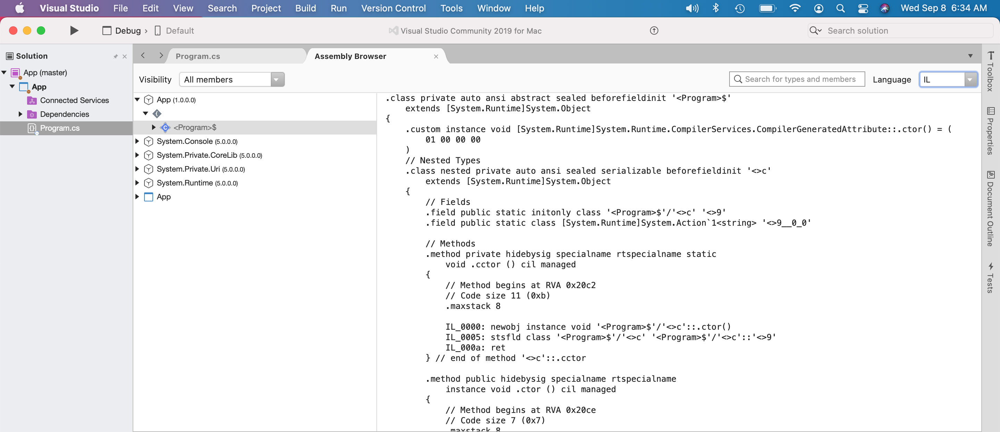 Visual Studio File Edit View Search Project Build Run Version Control Tools Window Help Wed Sep 8 6:34 AM
Debug › Default Visual Studio Community 2019 for Mac Search solution
Solution
App (master)
App
Connected Services
Dependencies
Program.cs
Program.cs Assembly Browser
Visibility All members Search for types and members Language IL
App (1.0.0.0)
<Program>$
System.Console (5.0.0.0)
System.Private.CoreLib (5.0.0.0)
System.Private.Uri (5.0.0.0)
System.Runtime (5.0.0.0)
App
.class private auto ansi abstract sealed beforefieldinit '<Program>$'
extends [System.Runtime]System.Object
{
.custom instance void [System.Runtime]System.Runtime.CompilerServices.CompilerGeneratedAttribute::.ctor() = (
01 00 00 00
)
// Nested Types
.class nested private auto ansi sealed serializable beforefieldinit '<>c'
extends [System.Runtime]System.Object
{
// Fields
.field public static initonly class '<Program>$'/'<>c' '<>9'
.field public static class [System.Runtime]System.Action`1<string> '<>9__0_0'
// Methods
.method private hidebysig specialname rtspecialname static
void .cctor () cil managed
{
// Method begins at RVA 0x20c2
// Code size 11 (0xb)
.maxstack 8
IL_0000: newobj instance void '<Program>$'/'<>c'::.ctor()
IL_0005: stsfld class '<Program>$'/'<>c' '<Program>$'/'<>c'::'<>9'
IL_000a: ret
} // end of method '<>c'::.cctor
.method public hidebysig specialname rtspecialname
instance void .ctor () cil managed
{
// Method begins at RVA 0x20ce
// Code size 7 (0x7)
.maxstack 8
Toolbox
Properties
Document Outline
Tests